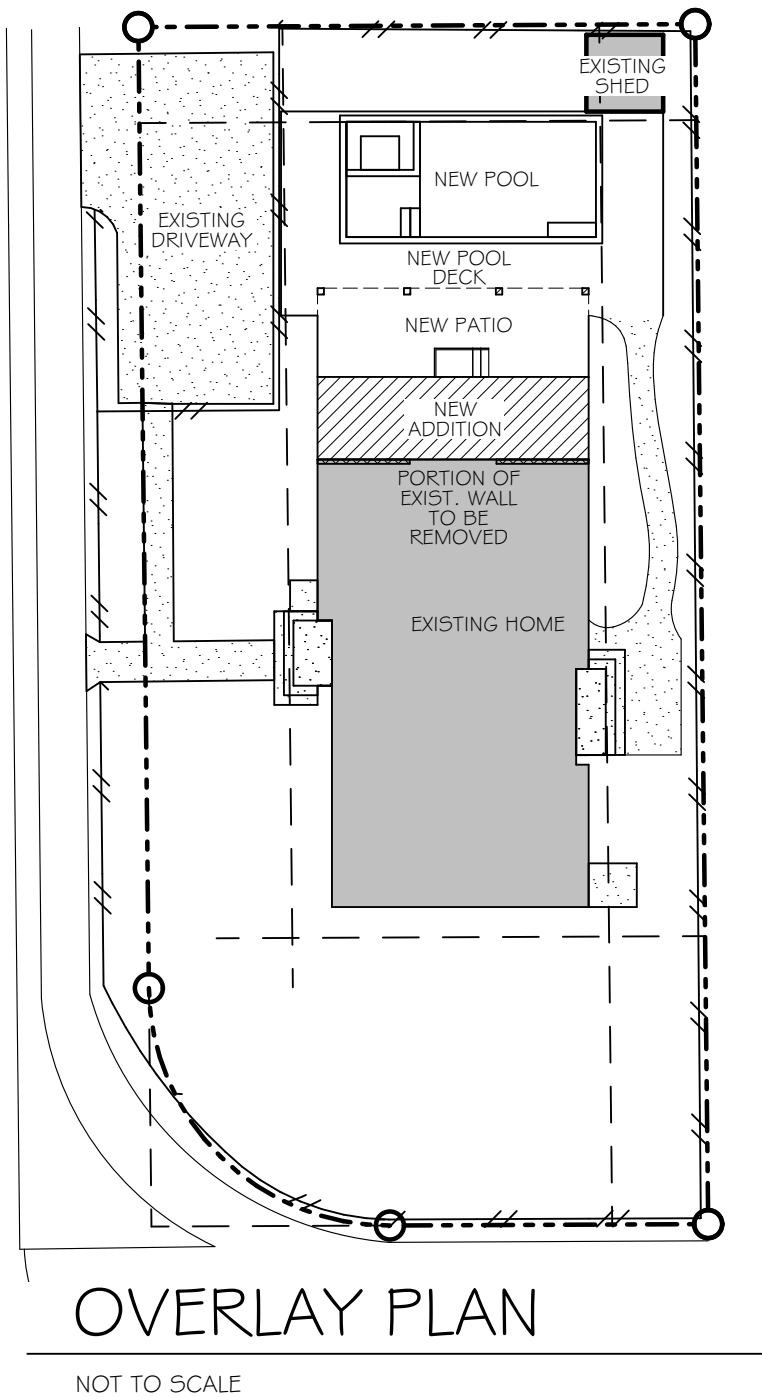 EXISTING
SHED
NEW POOL
EXISTING
DRIVEWAY
NEW POOL
DECK
NEW PATIO
NEW
ADDITION
PORTION OF
EXIST. WALL
TO BE
REMOVED
EXISTING HOME
OVERLAY PLAN
NOT TO SCALE